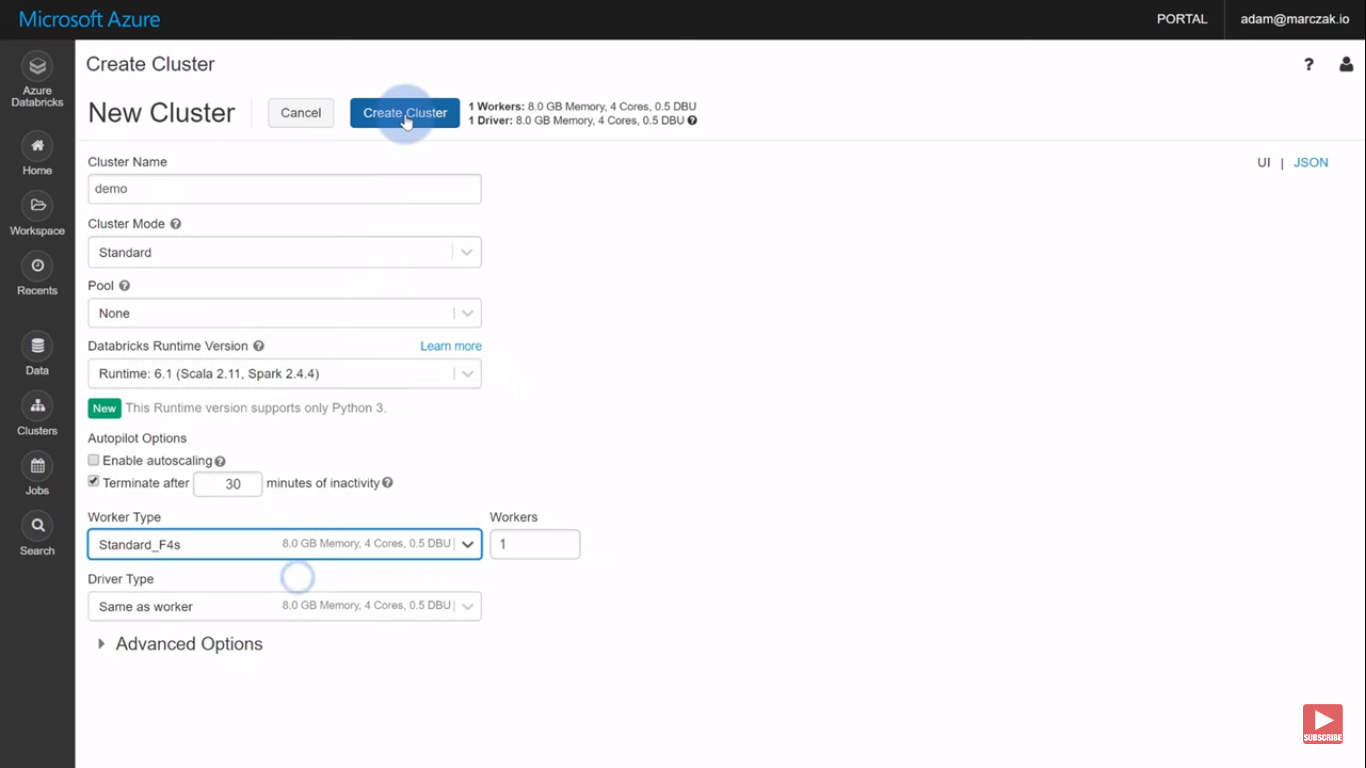 Microsoft Azure
PORTAL
adam@marczak.io
Azure
Databricks
Home
Workspace
Recents
Data
Clusters
Jobs
Search
Create Cluster
?
New Cluster
Cancel
Create Cluster
1 Workers: 8.0 GB Memory, 4 Cores, 0.5 DBU
1 Driver: 8.0 GB Memory, 4 Cores, 0.5 DBU ?
UI | JSON
Cluster Name
demo
Cluster Mode ?
Standard
Pool ?
None
Databricks Runtime Version ? Learn more
Runtime: 6.1 (Scala 2.11, Spark 2.4.4)
New This Runtime version supports only Python 3.
Autopilot Options
Enable autoscaling ?
Terminate after 30 minutes of inactivity ?
Worker Type Workers
Standard_F4s 8.0 GB Memory, 4 Cores, 0.5 DBU 1
Driver Type
Same as worker 8.0 GB Memory, 4 Cores, 0.5 DBU
Advanced Options
SUBSCRIBE